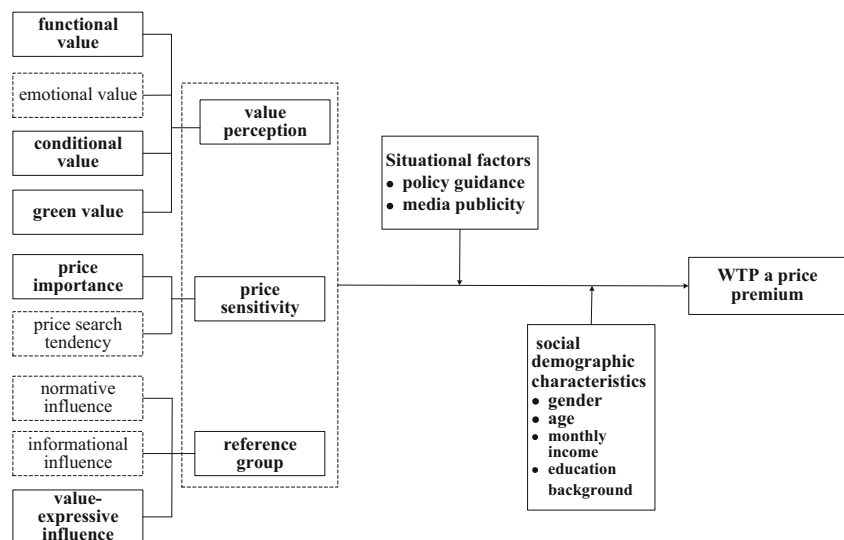 functional
value
emotional value
conditional
value
green value
price
importance
price search
tendency
normative
influence
informational
influence
value-
expressive
influence
value
perception
price
sensitivity
reference
group
Situational factors
• policy guidance
• media publicity
social
demographic
characteristics
• gender
• age
• monthly
income
• education
background
WTP a price
premium